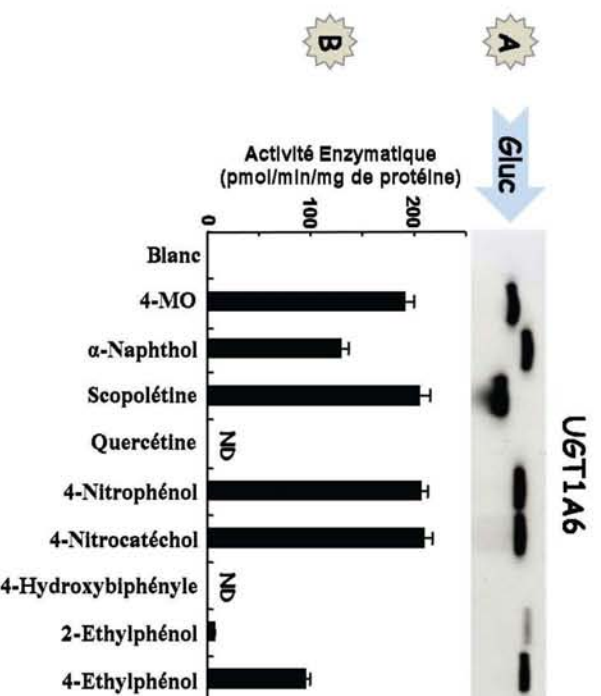 UGT1A6
A
Gluc
B
Activité Enzymatique
(pmol/min/mg de protéine)
200
100
0
Blanc
4-MO
α-Naphthol
Scopolétine
Quercétine
ND
4-Nitrophénol
4-Nitrocatéchol
4-Hydroxybiphényle
ND
2-Ethylphénol
4-Ethylphénol